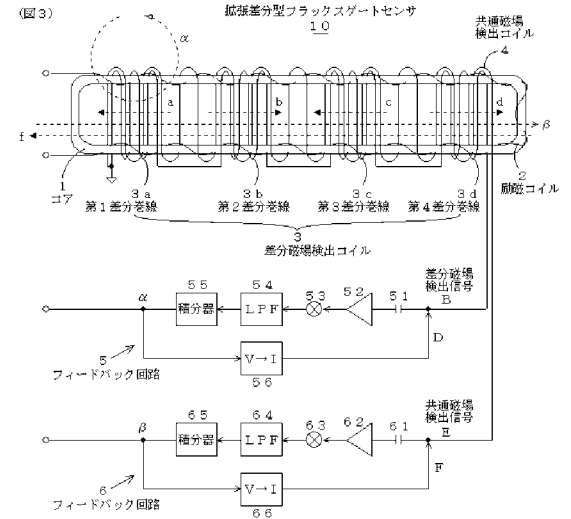 (図3)
拡張差分型フラックスゲートセンサ
10
共通磁場
検出コイル
4
α
a
b
c
d
β
f
1
コア
2
励磁コイル
3a
3b
3c
3d
第1差分巻線
第2差分巻線
第3差分巻線
第4差分巻線
3
差分磁場検出コイル
差分磁場
検出信号
B
55
54
53
52
51
α
積分器
LPF
D
5
V→I
56
フィードバック回路
共通磁場
検出信号
E
65
64
63
62
61
β
積分器
LPF
F
6
V→I
66
フィードバック回路